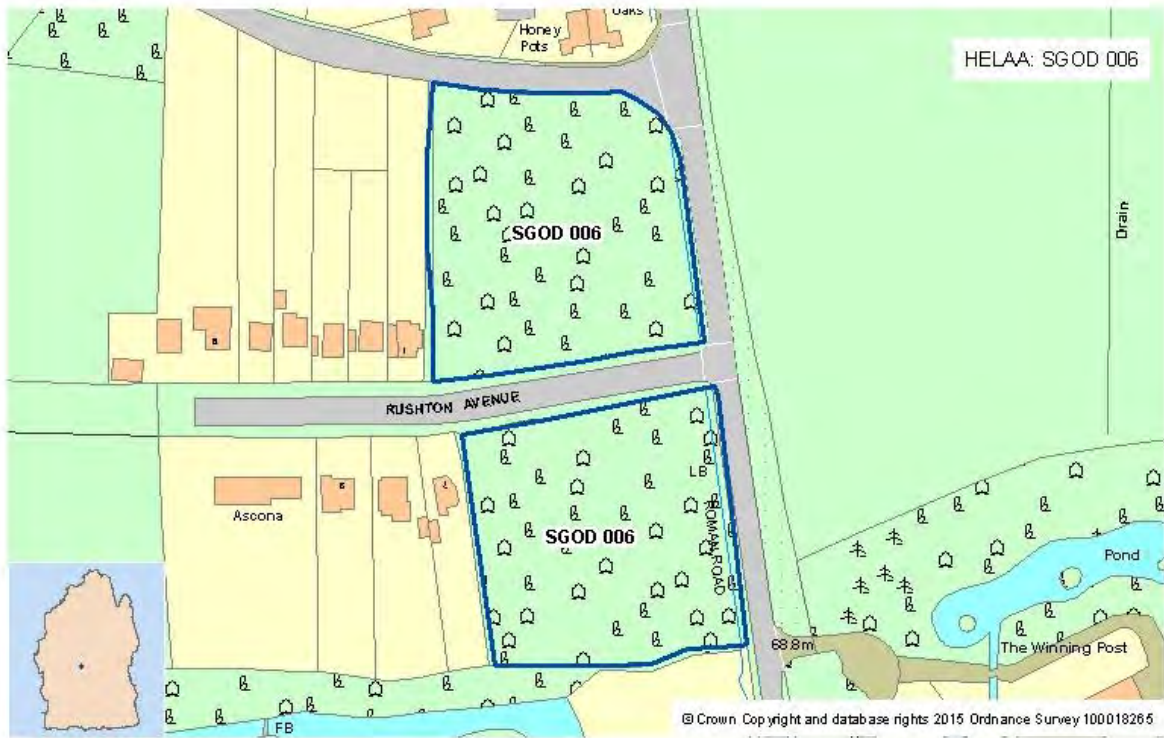 Oaks
Honey
Pots
HELAA: SGOD 006
SGOD 006
Drain
RUSHTON AVENUE
LB
ROMAN ROAD
Ascona
SGOD 006
Pond
68.8m
The Winning Post
FB
© Crown Copyright and database rights 2015 Ordnance Survey 100018265